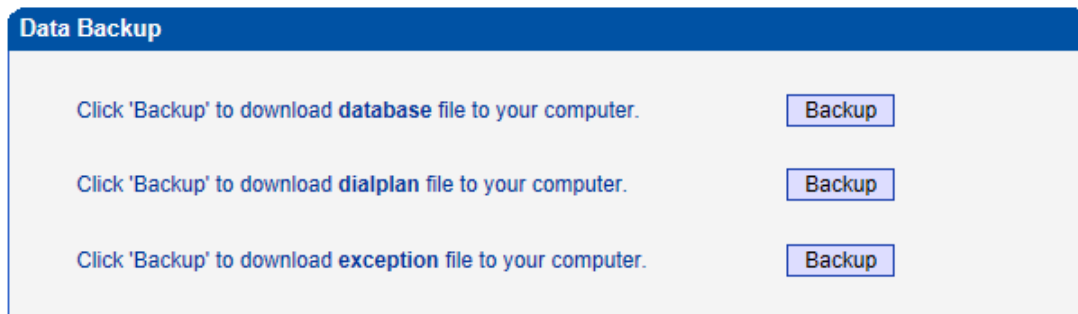 Data Backup
Click 'Backup' to download database file to your computer. Backup
Click 'Backup' to download dialplan file to your computer. Backup
Click 'Backup' to download exception file to your computer. Backup